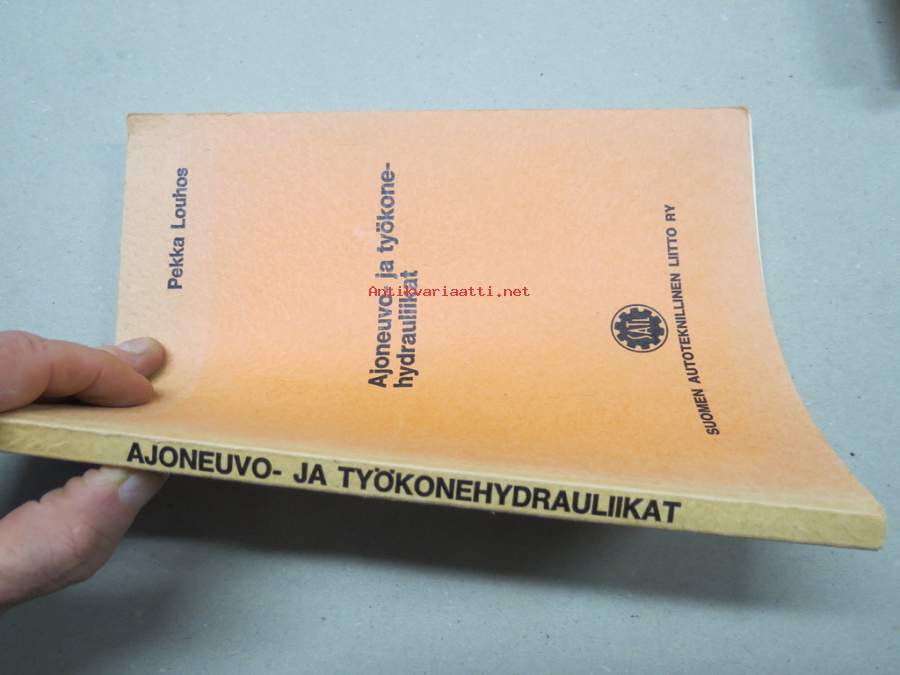 Pekka Louhos
Ajoneuvo- ja työkone-
hydrauliikat
Antikvariaatti.net
SATL
SUOMEN AUTOTEKNILLINEN LIITTO RY
AJONEUVO- JA TYÖKONEHYDRAULIIKAT